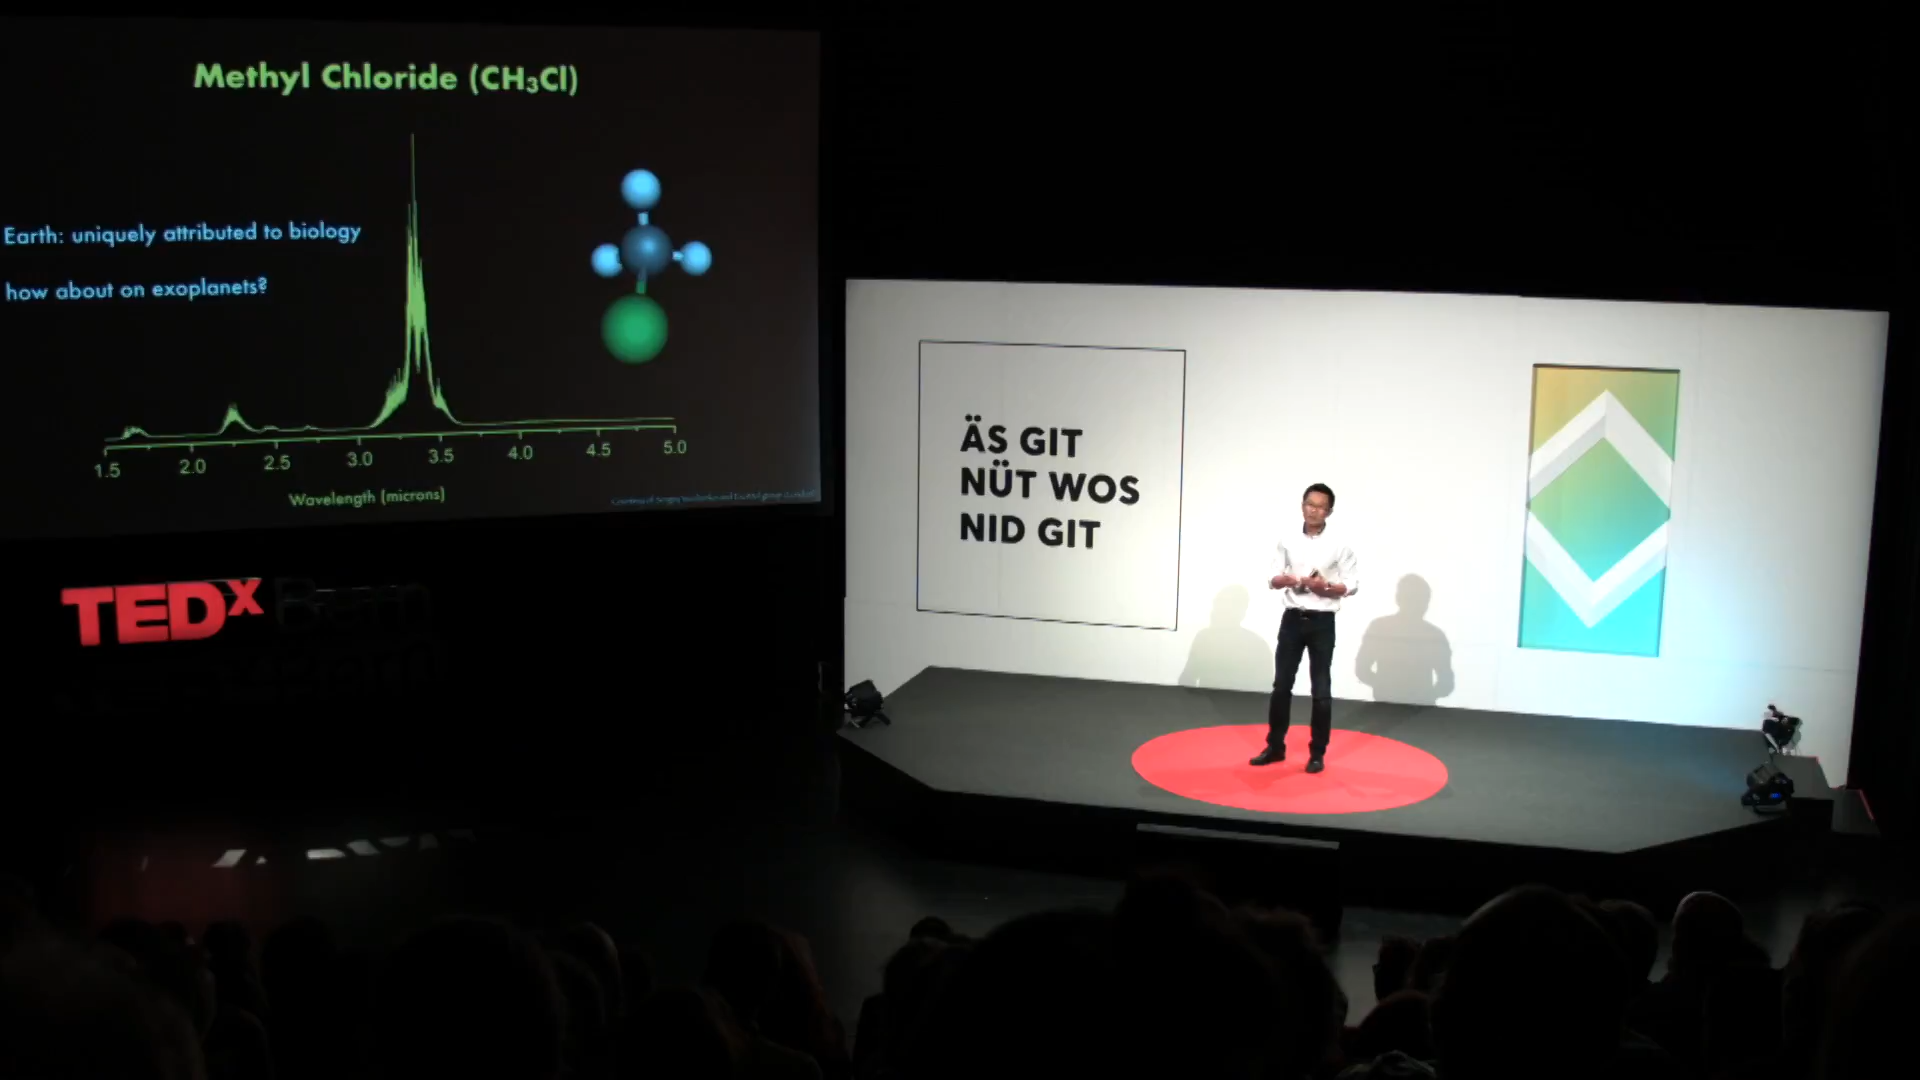 Methyl Chloride (CH₃Cl)
Earth: uniquely attributed to biology
how about on exoplanets?
1.5 2.0 2.5 3.0 3.5 4.0 4.5 5.0
Wavelength (microns)
TEDx Bern
ÄS GIT
NÜT WOS
NID GIT